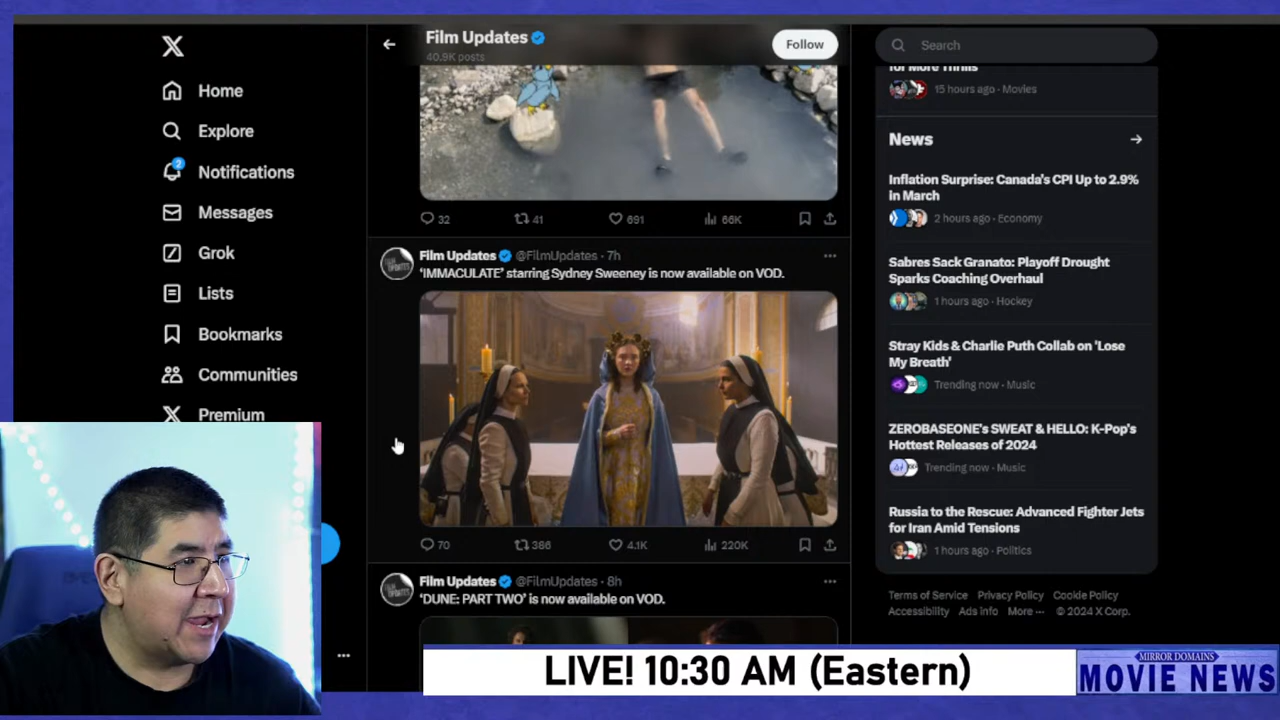 Film Updates
40.9K posts
Follow
Home
Explore
2
Notifications
Messages
Grok
Lists
Bookmarks
Communities
Premium
32
41
691
66K
Film Updates @FilmUpdates · 7h
'IMMACULATE' starring Sydney Sweeney is now available on VOD.
70
386
4.1K
220K
Film Updates @FilmUpdates · 8h
'DUNE: PART TWO' is now available on VOD.
Search
for More Thrills
15 hours ago · Movies
News
Inflation Surprise: Canada's CPI Up to 2.9%
in March
2 hours ago · Economy
Sabres Sack Granato: Playoff Drought
Sparks Coaching Overhaul
1 hours ago · Hockey
Stray Kids & Charlie Puth Collab on 'Lose
My Breath'
Trending now · Music
ZEROBASEONE's SWEAT & HELLO: K-Pop's
Hottest Releases of 2024
Trending now · Music
Russia to the Rescue: Advanced Fighter Jets
for Iran Amid Tensions
1 hours ago · Politics
Terms of Service Privacy Policy Cookie Policy
Accessibility Ads info More ··· © 2024 X Corp.
LIVE! 10:30 AM (Eastern)
MIRROR DOMAINS
MOVIE NEWS